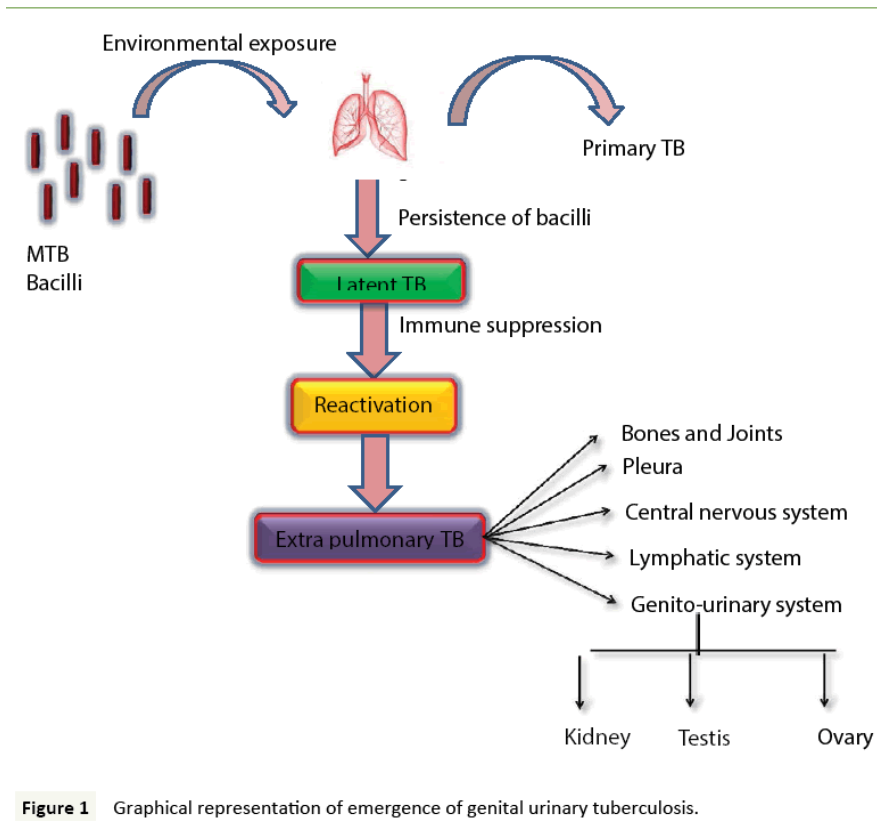 Environmental exposure
Primary TB
MTB
Bacilli
Persistence of bacilli
Latent TB
Immune suppression
Reactivation
Extra pulmonary TB
Bones and Joints
Pleura
Central nervous system
Lymphatic system
Genito-urinary system
Kidney Testis Ovary
Figure 1 Graphical representation of emergence of genital urinary tuberculosis.